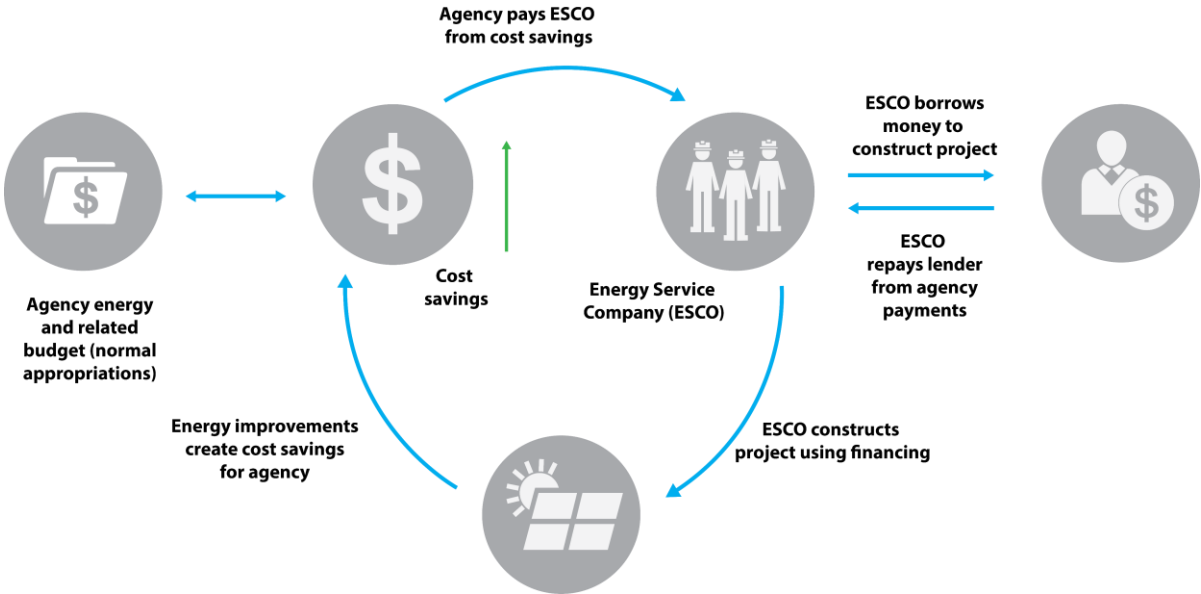 Agency pays ESCO
from cost savings
ESCO borrows
money to
construct project
$
$
$
Cost
savings
Energy Service
Company (ESCO)
ESCO
repays lender
from agency
payments
Agency energy
and related
budget (normal
appropriations)
Energy improvements
create cost savings
for agency
ESCO constructs
project using financing